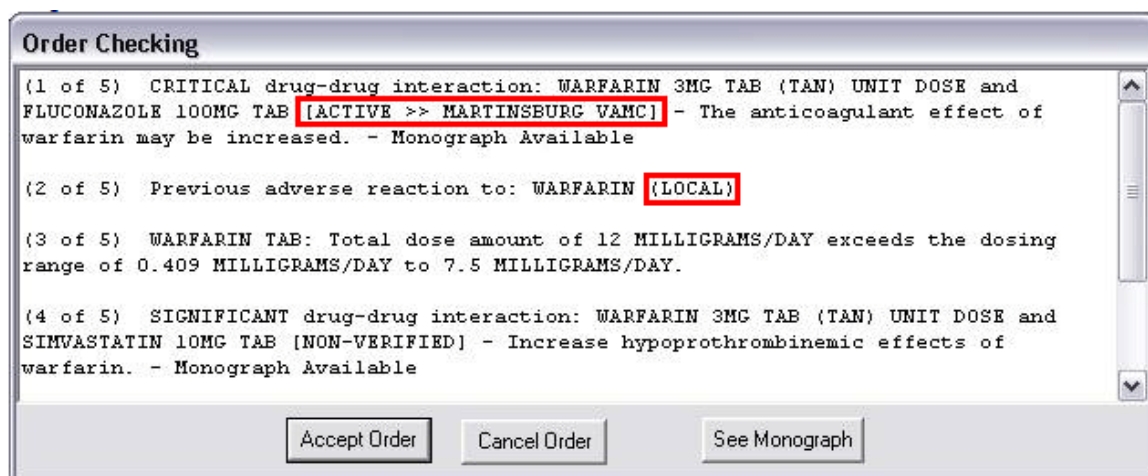 Order Checking
(1 of 5)  CRITICAL drug-drug interaction: WARFARIN 3MG TAB (TAN) UNIT DOSE and
FLUCONAZOLE 100MG TAB [ACTIVE >> MARTINSBURG VAMC] - The anticoagulant effect of
warfarin may be increased. - Monograph Available
(2 of 5)  Previous adverse reaction to: WARFARIN (LOCAL)
(3 of 5)  WARFARIN TAB: Total dose amount of 12 MILLIGRAMS/DAY exceeds the dosing
range of 0.409 MILLIGRAMS/DAY to 7.5 MILLIGRAMS/DAY.
(4 of 5)  SIGNIFICANT drug-drug interaction: WARFARIN 3MG TAB (TAN) UNIT DOSE and
SIMVASTATIN 10MG TAB [NON-VERIFIED] - Increase hypoprothrombinemic effects of
warfarin. - Monograph Available
Accept Order Cancel Order See Monograph